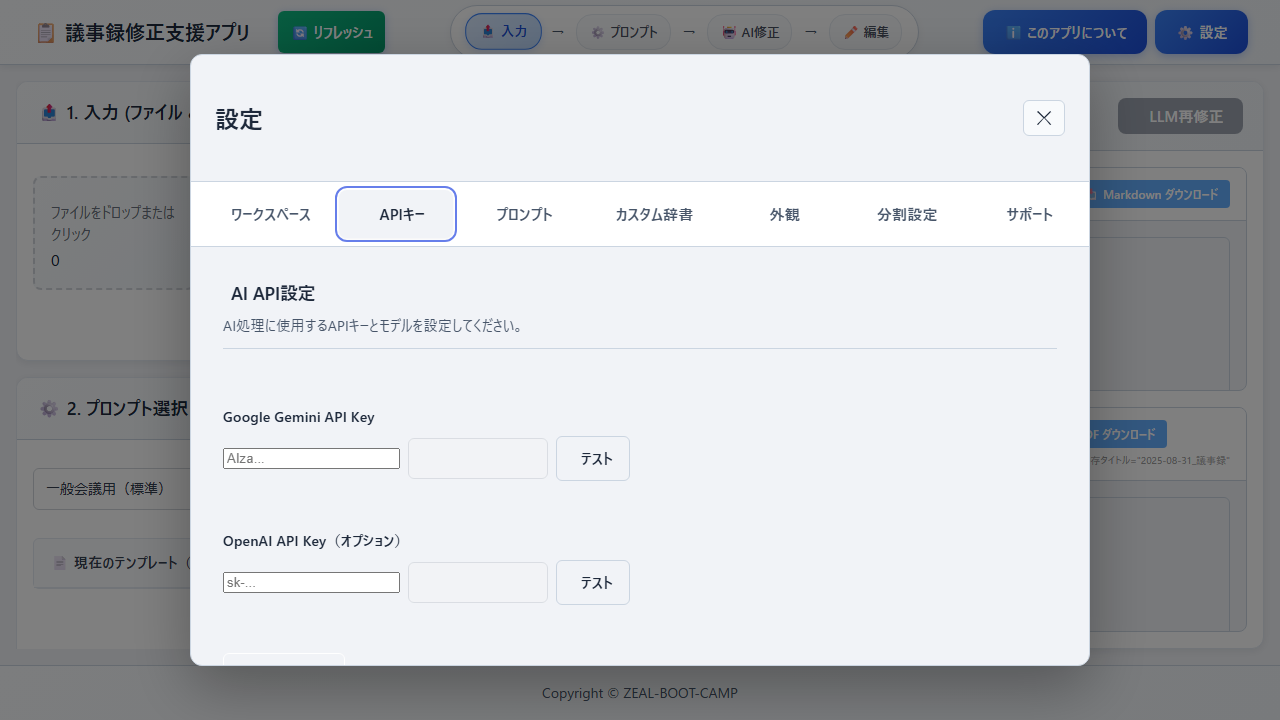 議事録修正支援アプリ
リフレッシュ
入力 → プロンプト → AI修正 → 編集
このアプリについて
設定
1. 入力 (ファイル
LLM再修正
ファイルをドロップまたは
クリック
0
Markdown ダウンロード
2. プロンプト選択
DF ダウンロード
存タイトル="2025-08-31_議事録"
一般会議用（標準）
現在のテンプレート（
設定
ワークスペース
APIキー
プロンプト
カスタム辞書
外観
分割設定
サポート
AI API設定
AI処理に使用するAPIキーとモデルを設定してください。
Google Gemini API Key
AIza...
テスト
OpenAI API Key（オプション）
sk-...
テスト
Copyright © ZEAL-BOOT-CAMP